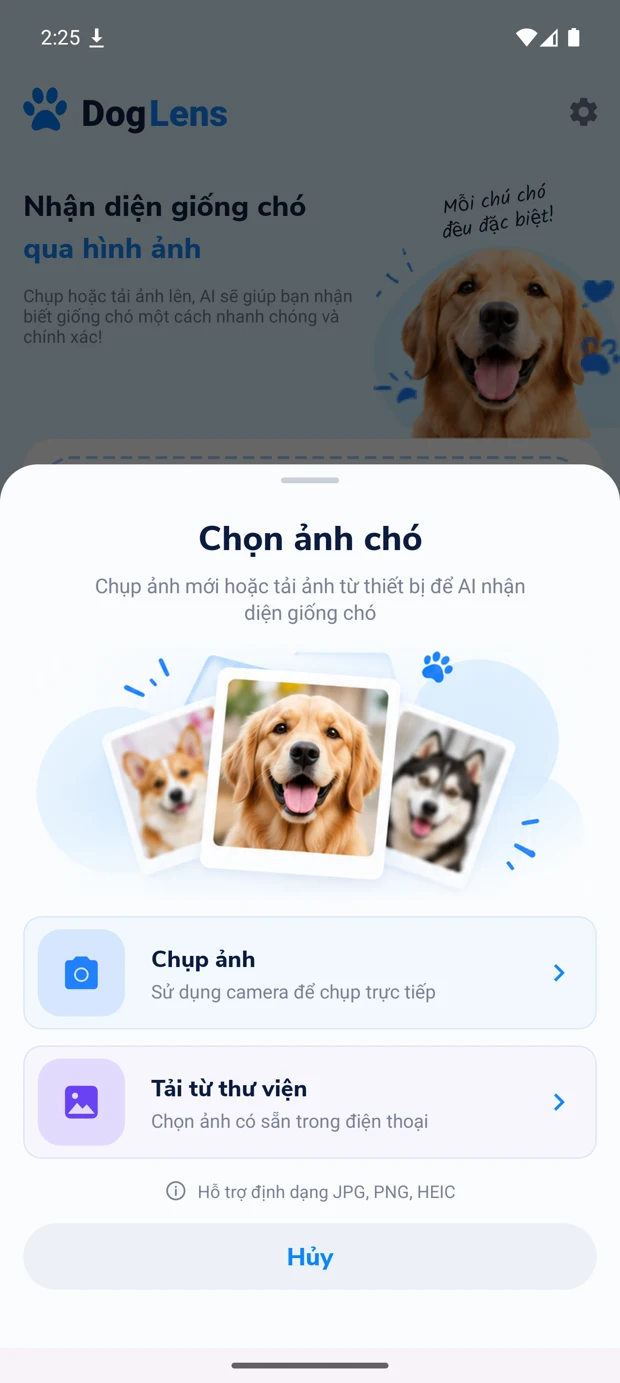 2:25
DogLens
Nhận diện giống chó
qua hình ảnh
Chụp hoặc tải ảnh lên, AI sẽ giúp bạn nhận
biết giống chó một cách nhanh chóng và
chính xác!
Mỗi chú chó
đều đặc biệt!
Chọn ảnh chó
Chụp ảnh mới hoặc tải ảnh từ thiết bị để AI nhận
diện giống chó
Chụp ảnh
Sử dụng camera để chụp trực tiếp
Tải từ thư viện
Chọn ảnh có sẵn trong điện thoại
Hỗ trợ định dạng JPG, PNG, HEIC
Hủy